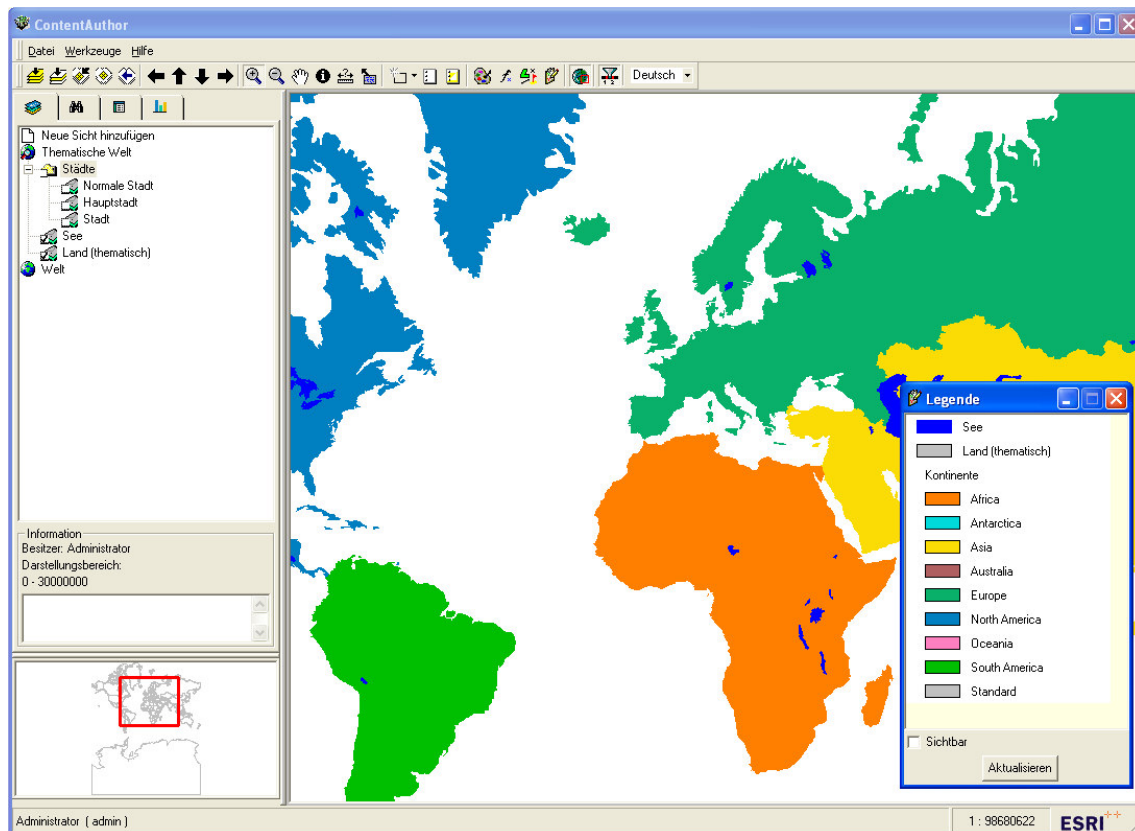 ContentAuthor
Datei Werkzeuge Hilfe
Deutsch
Neue Sicht hinzufügen
Thematische Welt
Städte
Normale Stadt
Hauptstadt
Stadt
See
Land (thematisch)
Welt
Information
Besitzer: Administrator
Darstellungsbereich:
0 - 30000000
Legende
See
Land (thematisch)
Kontinente
Africa
Antarctica
Asia
Australia
Europe
North America
Oceania
South America
Standard
Sichtbar
Aktualisieren
Administrator ( admin )
1 : 98680622
ESRI++